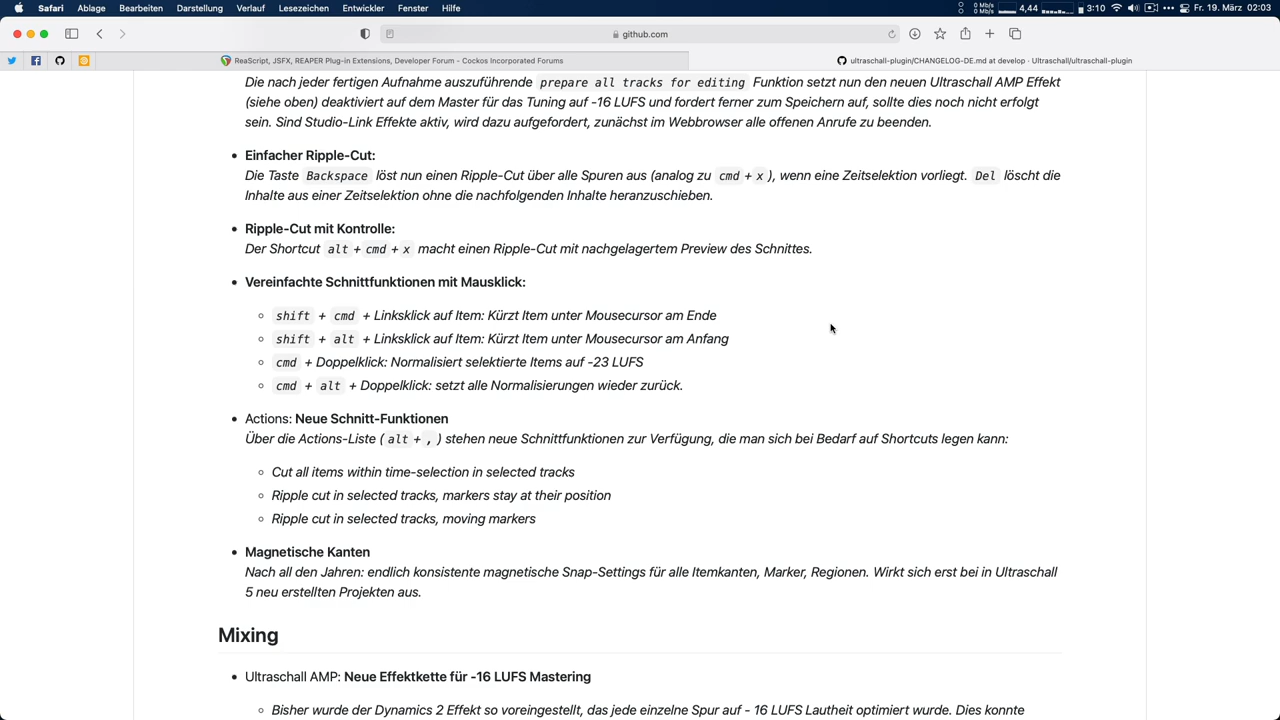 Safari Ablage Bearbeiten Darstellung Verlauf Lesezeichen Entwickler Fenster Hilfe 0 Mb/s 0 Mb/s 4,44 3:10 Fr. 19. März 02:03
github.com
ReaScript, JSFX, REAPER Plug-in Extensions, Developer Forum - Cockos Incorporated Forums
ultraschall-plugin/CHANGELOG-DE.md at develop · Ultraschall/ultraschall-plugin
Die nach jeder fertigen Aufnahme auszuführende prepare all tracks for editing Funktion setzt nun den neuen Ultraschall AMP Effekt
(siehe oben) deaktiviert auf dem Master für das Tuning auf -16 LUFS und fordert ferner zum Speichern auf, sollte dies noch nicht erfolgt
sein. Sind Studio-Link Effekte aktiv, wird dazu aufgefordert, zunächst im Webbrowser alle offenen Anrufe zu beenden.
Einfacher Ripple-Cut:
Die Taste Backspace löst nun einen Ripple-Cut über alle Spuren aus (analog zu cmd + x ), wenn eine Zeitselektion vorliegt. Del löscht die
Inhalte aus einer Zeitselektion ohne die nachfolgenden Inhalte heranzuschieben.
Ripple-Cut mit Kontrolle:
Der Shortcut alt + cmd + x macht einen Ripple-Cut mit nachgelagertem Preview des Schnittes.
Vereinfachte Schnittfunktionen mit Mausklick:
shift + cmd + Linksklick auf Item: Kürzt Item unter Mousecursor am Ende
shift + alt + Linksklick auf Item: Kürzt Item unter Mousecursor am Anfang
cmd + Doppelklick: Normalisiert selektierte Items auf -23 LUFS
cmd + alt + Doppelklick: setzt alle Normalisierungen wieder zurück.
Actions: Neue Schnitt-Funktionen
Über die Actions-Liste ( alt + , ) stehen neue Schnittfunktionen zur Verfügung, die man sich bei Bedarf auf Shortcuts legen kann:
Cut all items within time-selection in selected tracks
Ripple cut in selected tracks, markers stay at their position
Ripple cut in selected tracks, moving markers
Magnetische Kanten
Nach all den Jahren: endlich konsistente magnetische Snap-Settings für alle Itemkanten, Marker, Regionen. Wirkt sich erst bei in Ultraschall
5 neu erstellten Projekten aus.
Mixing
Ultraschall AMP: Neue Effektkette für -16 LUFS Mastering
Bisher wurde der Dynamics 2 Effekt so voreingestellt, das jede einzelne Spur auf - 16 LUFS Lautheit optimiert wurde. Dies konnte